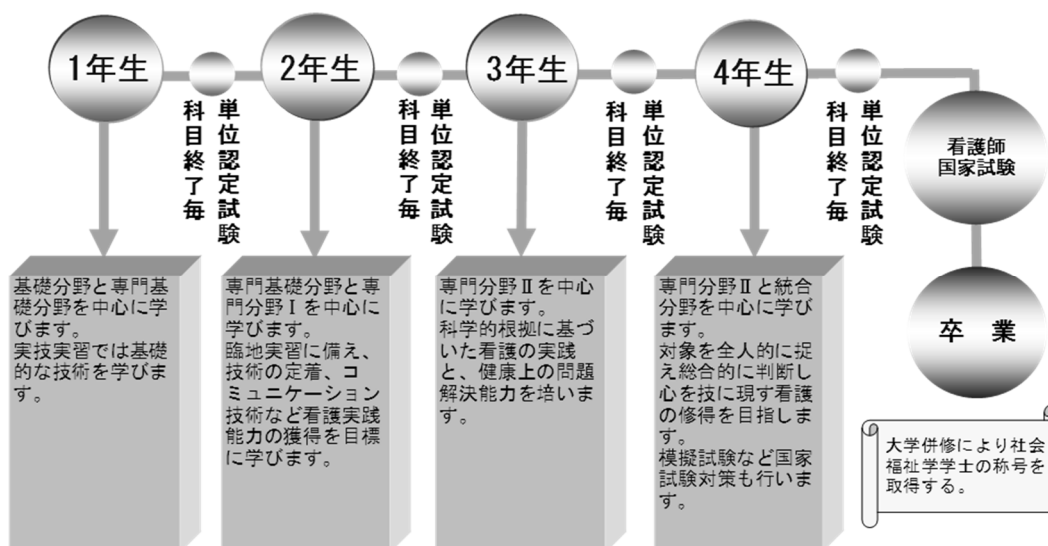 1年生
単位認定試験
科目終了毎
2年生
単位認定試験
科目終了毎
3年生
単位認定試験
科目終了毎
4年生
単位認定試験
科目終了毎
看護師
国家試験
卒　業
基礎分野と専門基
礎分野を中心に学
びます。
実技実習では基礎
的な技術を学びま
す。
専門基礎分野と専
門分野Ⅰを中心に
学びます。
臨地実習に備え、
技術の定着、コ
ミュニケーション
技術など看護実践
能力の獲得を目標
に学びます。
専門分野Ⅱを中心
に学びます。
科学的根拠に基づ
いた看護の実践
と、健康上の問題
解決能力を培いま
す。
専門分野Ⅱと統合
分野を中心に学び
ます。
対象を全人的に捉
え総合的に判断し
心を技に現す看護
の修得を目指しま
す。
模擬試験など国家
試験対策も行いま
す。
大学併修により社会
福祉学学士の称号を
取得する。